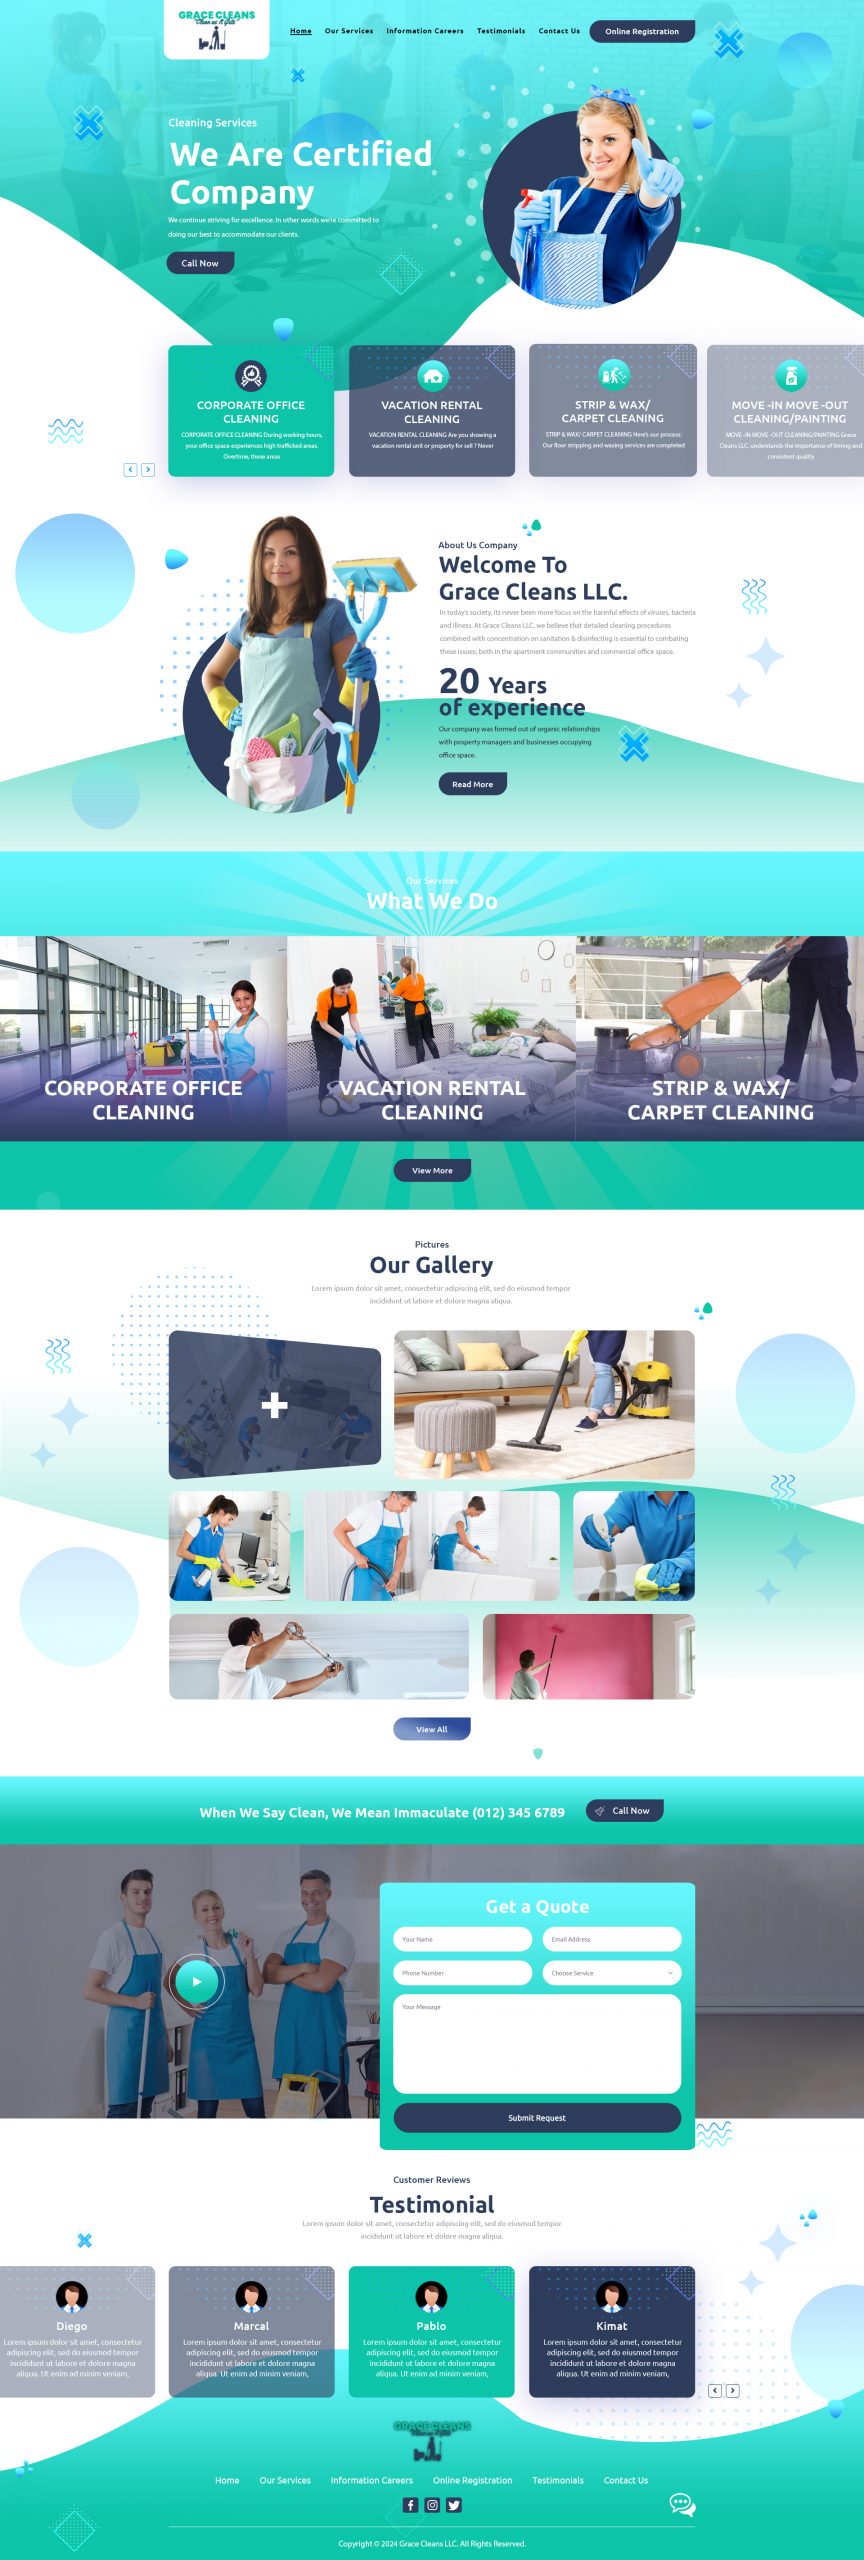 GRACE CLEANS
Clean as A Gits
Home Our Services Information Careers Testimonials Contact Us Online Registration
Cleaning Services
We Are Certified
Company
We continue striving for excellence. In other words we're committed to
doing our best to accommodate our clients.
Call Now
CORPORATE OFFICE
CLEANING
CORPORATE OFFICE CLEANING During working hours,
your office space experiences high trafficked areas.
Overtime, these areas
VACATION RENTAL
CLEANING
VACATION RENTAL CLEANING Are you showing a
vacation rental unit or property for sell ? Never
STRIP & WAX/
CARPET CLEANING
STRIP & WAX/ CARPET CLEANING Here's our process:
Our floor stripping and waxing services are completed
MOVE -IN MOVE -OUT
CLEANING/PAINTING
MOVE -IN MOVE -OUT CLEANING/PAINTING Grace
Cleans LLC. understands the importance of timing and
consistent quality
About Us Company
Welcome To
Grace Cleans LLC.
In today's society, its never been more focus on the harmful effects of viruses, bacteria
and illness. At Grace Cleans LLC. we believe that detailed cleaning procedures
combined with concentration on sanitation & disinfecting is essential to combating
these issues; both in the apartment communities and commercial office space.
20 Years
of experience
Our company was formed out of organic relationships
with property managers and businesses occupying
office space.
Read More
Our Services
What We Do
CORPORATE OFFICE
CLEANING
VACATION RENTAL
CLEANING
STRIP & WAX/
CARPET CLEANING
View More
Pictures
Our Gallery
Lorem ipsum dolor sit amet, consectetur adipiscing elit, sed do eiusmod tempor
incididunt ut labore et dolore magna aliqua.
View All
When We Say Clean, We Mean Immaculate (012) 345 6789
Call Now
Get a Quote
Your Name
Email Address
Phone Number
Choose Service
Your Message
Submit Request
Customer Reviews
Testimonial
Lorem ipsum dolor sit amet, consectetur adipiscing elit, sed do eiusmod tempor
incididunt ut labore et dolore magna aliqua.
Diego
Lorem ipsum dolor sit amet, consectetur
adipiscing elit, sed do eiusmod tempor
incididunt ut labore et dolore magna
aliqua. Ut enim ad minim veniam,
Marcal
Lorem ipsum dolor sit amet, consectetur
adipiscing elit, sed do eiusmod tempor
incididunt ut labore et dolore magna
aliqua. Ut enim ad minim veniam,
Pablo
Lorem ipsum dolor sit amet, consectetur
adipiscing elit, sed do eiusmod tempor
incididunt ut labore et dolore magna
aliqua. Ut enim ad minim veniam,
Kimat
Lorem ipsum dolor sit amet, consectetur
adipiscing elit, sed do eiusmod tempor
incididunt ut labore et dolore magna
aliqua. Ut enim ad minim veniam,
GRACE CLEANS
Home Our Services Information Careers Online Registration Testimonials Contact Us
Copyright © 2024 Grace Cleans LLC. All Rights Reserved.